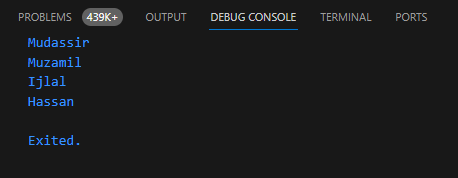 PROBLEMS 439K+ OUTPUT DEBUG CONSOLE TERMINAL PORTS
Mudassir
Muzamil
Ijlal
Hassan
Exited.